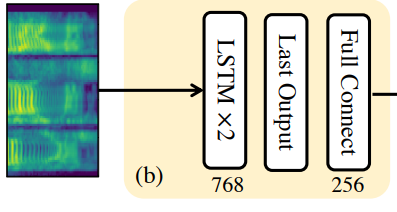 LSTM ×2
Last Output
Full Connect
(b)
768
256